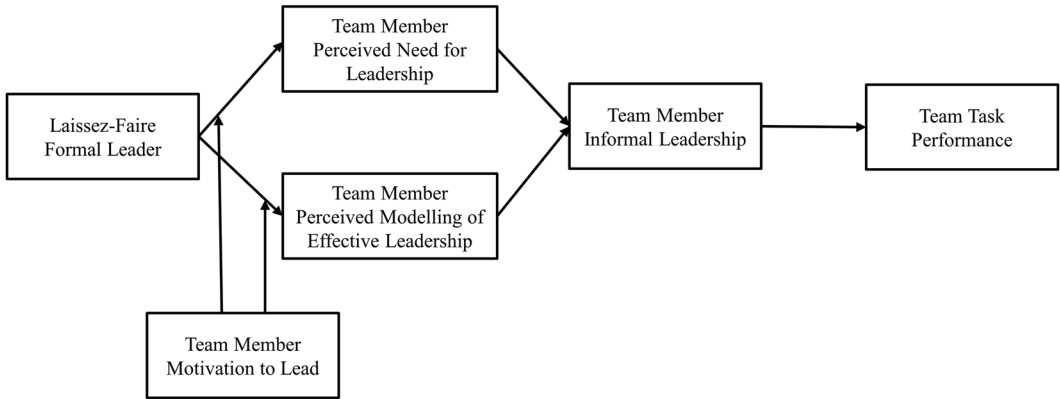 Laissez-Faire
Formal Leader
Team Member
Perceived Need for
Leadership
Team Member
Perceived Modelling of
Effective Leadership
Team Member
Motivation to Lead
Team Member
Informal Leadership
Team Task
Performance